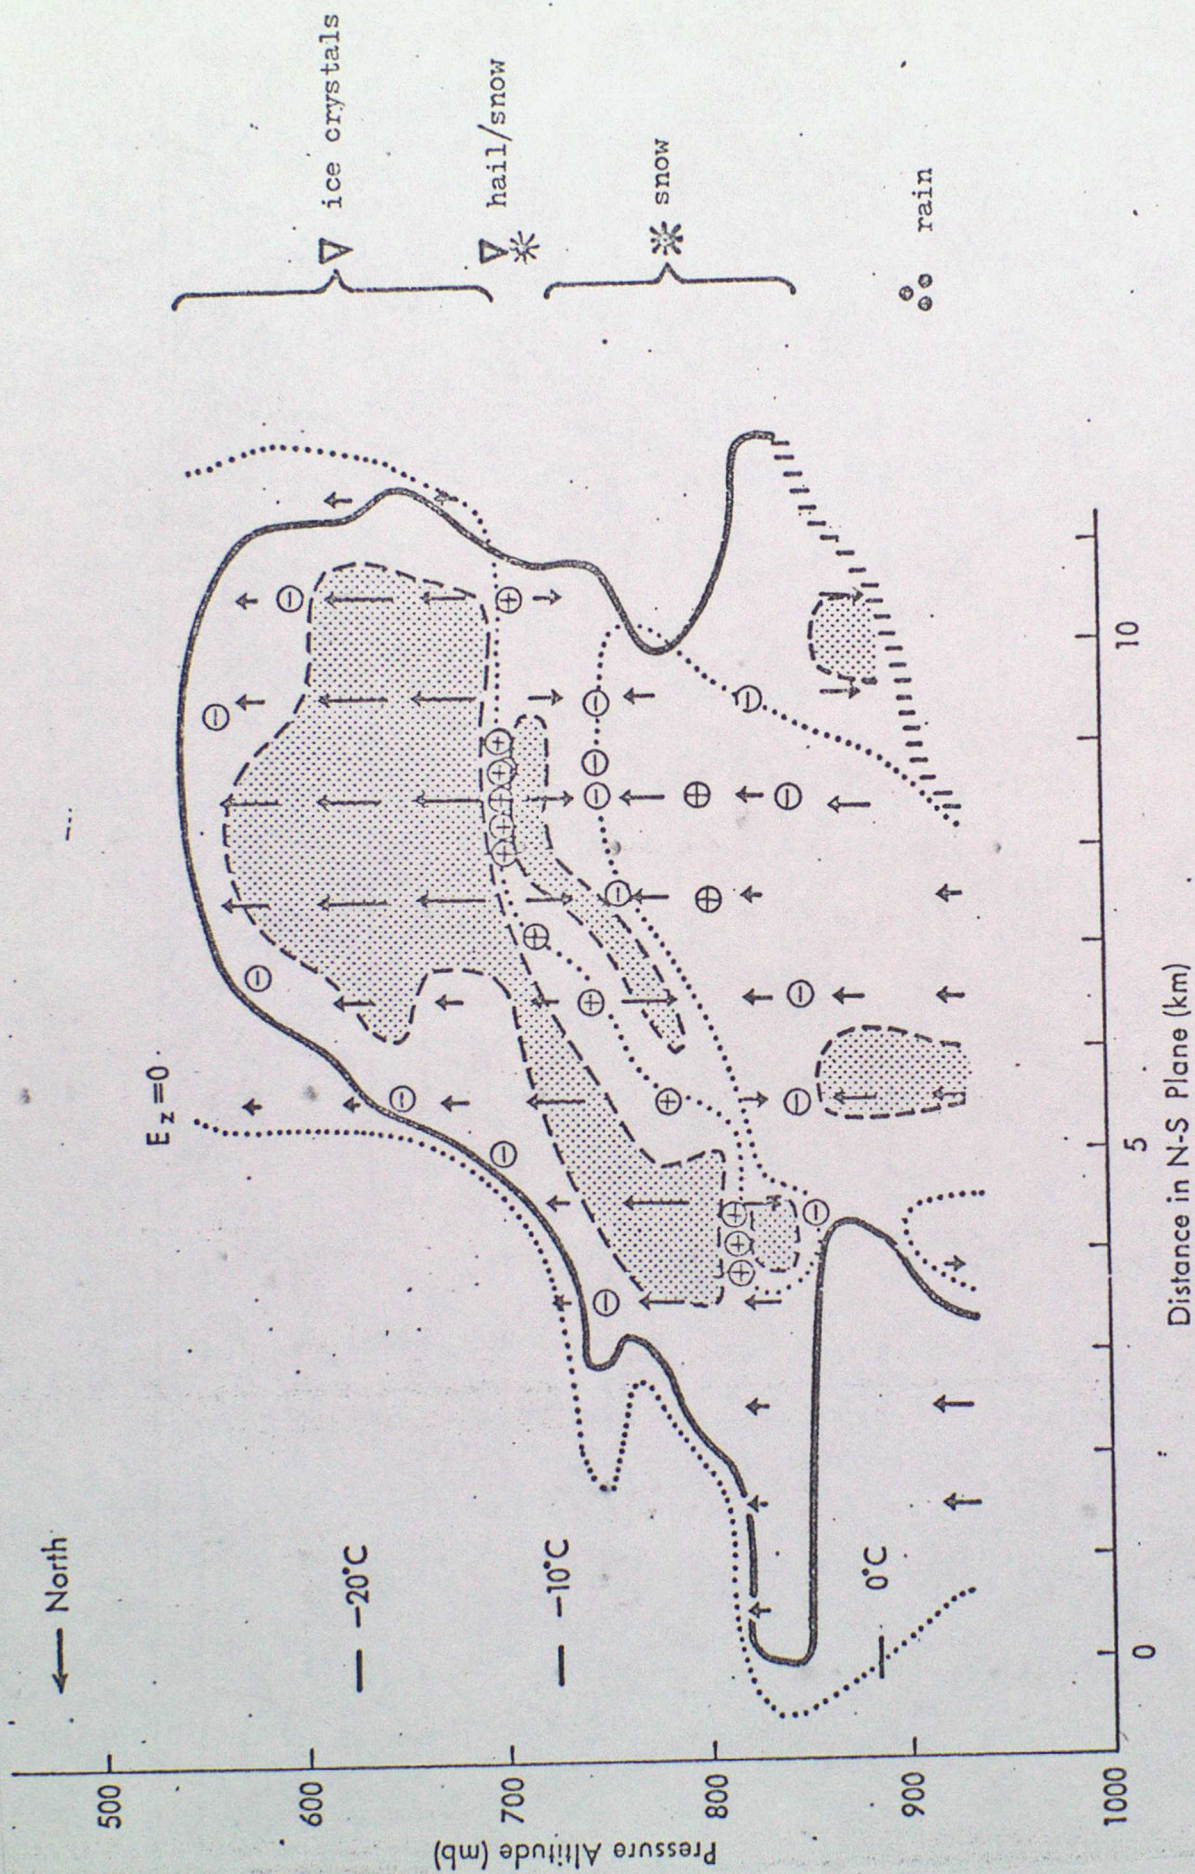 ← North
E z = 0
500
600
700
800
900
1000
Pressure Altitude (mb)
−20°C
−10°C
0°C
ice crystals
hail/snow
snow
rain
0
5
10
Distance in N-S Plane (km)